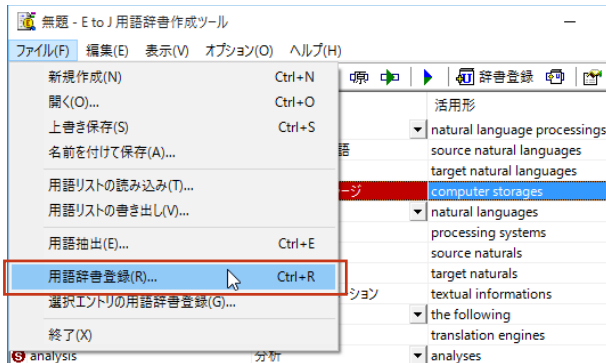 無題 - E to J 用語辞書作成ツール
ファイル(F) 編集(E) 表示(V) オプション(O) ヘルプ(H)
新規作成(N) Ctrl+N
開く(O)... Ctrl+O
上書き保存(S) Ctrl+S
名前を付けて保存(A)...
用語リストの読み込み(T)...
用語リストの書き出し(V)...
用語抽出(E)... Ctrl+E
用語辞書登録(R)... Ctrl+R
選択エントリの用語辞書登録(G)...
終了(X)
辞書登録
活用形
natural language processings
語 source natural languages
target natural languages
ージ computer storages
natural languages
processing systems
source naturals
target naturals
ション textual informations
the following
translation engines
analysis 分析 analyses